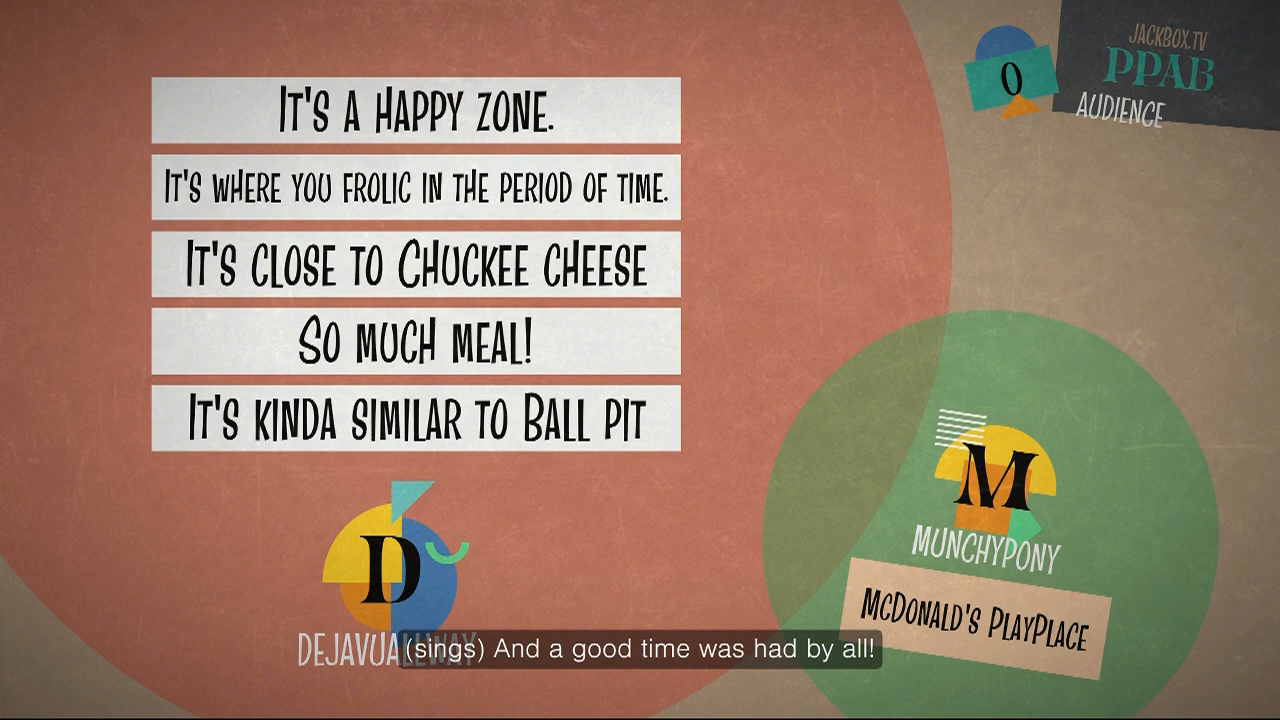 IT'S A HAPPY ZONE.
IT'S WHERE YOU FROLIC IN THE PERIOD OF TIME.
IT'S CLOSE TO CHUCKEE CHEESE
SO MUCH MEAL!
IT'S KINDA SIMILAR TO BALL PIT
D
DEJAVUALLWAY
JACKBOX.TV
PPAB
0
AUDIENCE
M
MUNCHYPONY
MCDONALD'S PLAYPLACE
(sings) And a good time was had by all!